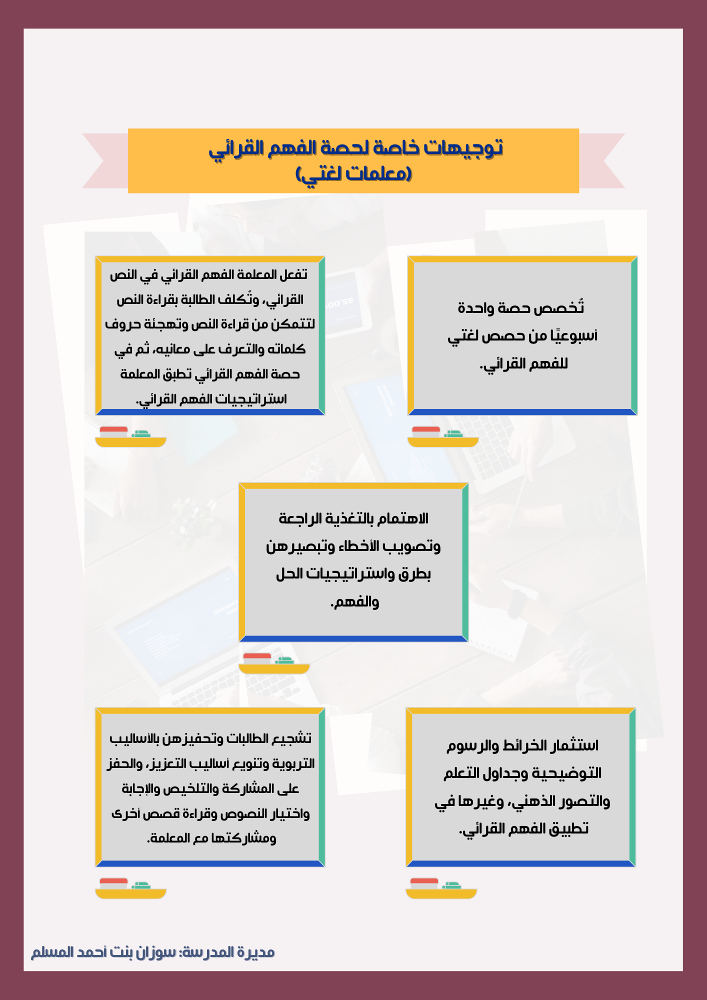 توجيهات خاصة لحصة الفهم القرائي
(معلمات لغتي)
تُخصص حصة واحدة
أسبوعيًا من حصص لغتي
للفهم القرائي.
تفعل المعلمة الفهم القرائي في النص
القرائي، وتُكلف الطالبة بقراءة النص
لتتمكن من قراءة النص وتهجئة حروف
كلماته والتعرف على معانيه، ثم في
حصة الفهم القرائي تطبق المعلمة
استراتيجيات الفهم القرائي.
85.00%
Discussion
Outline
الاهتمام بالتغذية الراجعة
وتصويب الأخطاء وتبصيرهن
بطرق واستراتيجيات الحل
والفهم.
استثمار الخرائط والرسوم
التوضيحية وجداول التعلم
والتصور الذهني، وغيرها في
تطبيق الفهم القرائي.
تشجيع الطالبات وتحفيزهن بالأساليب
التربوية وتنويع أساليب التعزيز، والحفز
على المشاركة والتلخيص والإجابة
واختيار النصوص وقراءة قصص أخرى
ومشاركتها مع المعلمة.
مديرة المدرسة: سوزان بنت أحمد المسلم